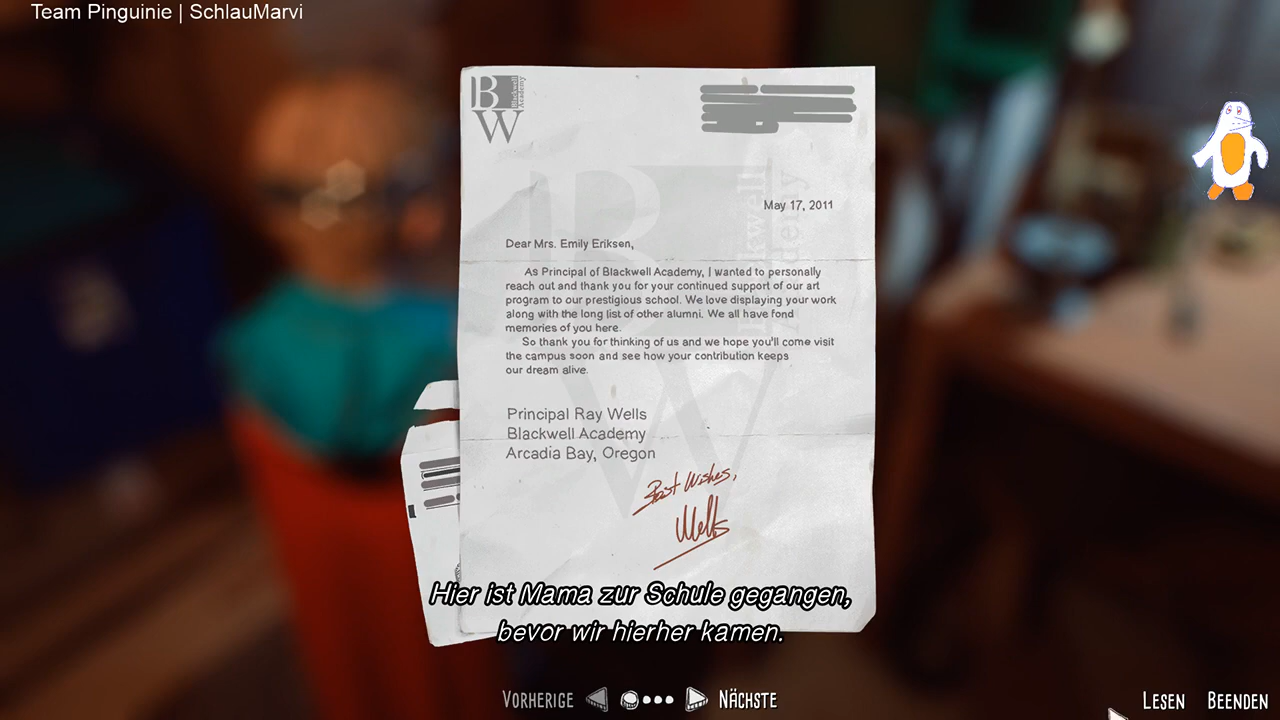 Team Pinguinie | SchlauMarvi
B
Blackwell
Academy
W
May 17, 2011
Dear Mrs. Emily Eriksen,
As Principal of Blackwell Academy, I wanted to personally
reach out and thank you for your continued support of our art
program to our prestigious school. We love displaying your work
along with the long list of other alumni. We all have fond
memories of you here.
So thank you for thinking of us and we hope you'll come visit
the campus soon and see how your contribution keeps
our dream alive.
Principal Ray Wells
Blackwell Academy
Arcadia Bay, Oregon
Best Wishes,
Wells
Hier ist Mama zur Schule gegangen,
bevor wir hierher kamen.
VORHERIGE NÄCHSTE
LESEN BEENDEN